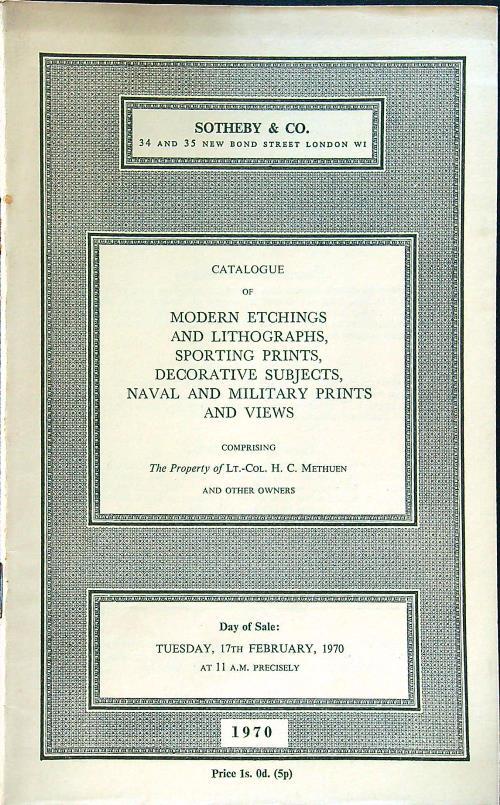 SOTHEBY & CO.
34 AND 35 NEW BOND STREET LONDON W1
CATALOGUE
OF
MODERN ETCHINGS
AND LITHOGRAPHS,
SPORTING PRINTS,
DECORATIVE SUBJECTS,
NAVAL AND MILITARY PRINTS
AND VIEWS
COMPRISING
The Property of LT.-COL. H. C. METHUEN
AND OTHER OWNERS
Day of Sale:
TUESDAY, 17TH FEBRUARY, 1970
AT 11 A.M. PRECISELY
1970
Price 1s. 0d. (5p)